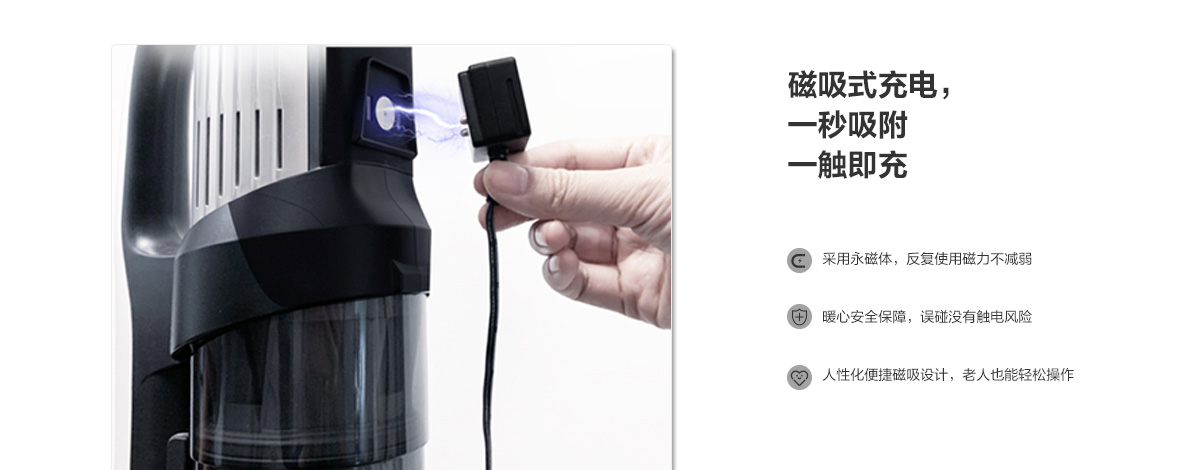 磁吸式充电，
一秒吸附
一触即充
采用永磁体，反复使用磁力不减弱
暖心安全保障，误碰没有触电风险
人性化便捷磁吸设计，老人也能轻松操作